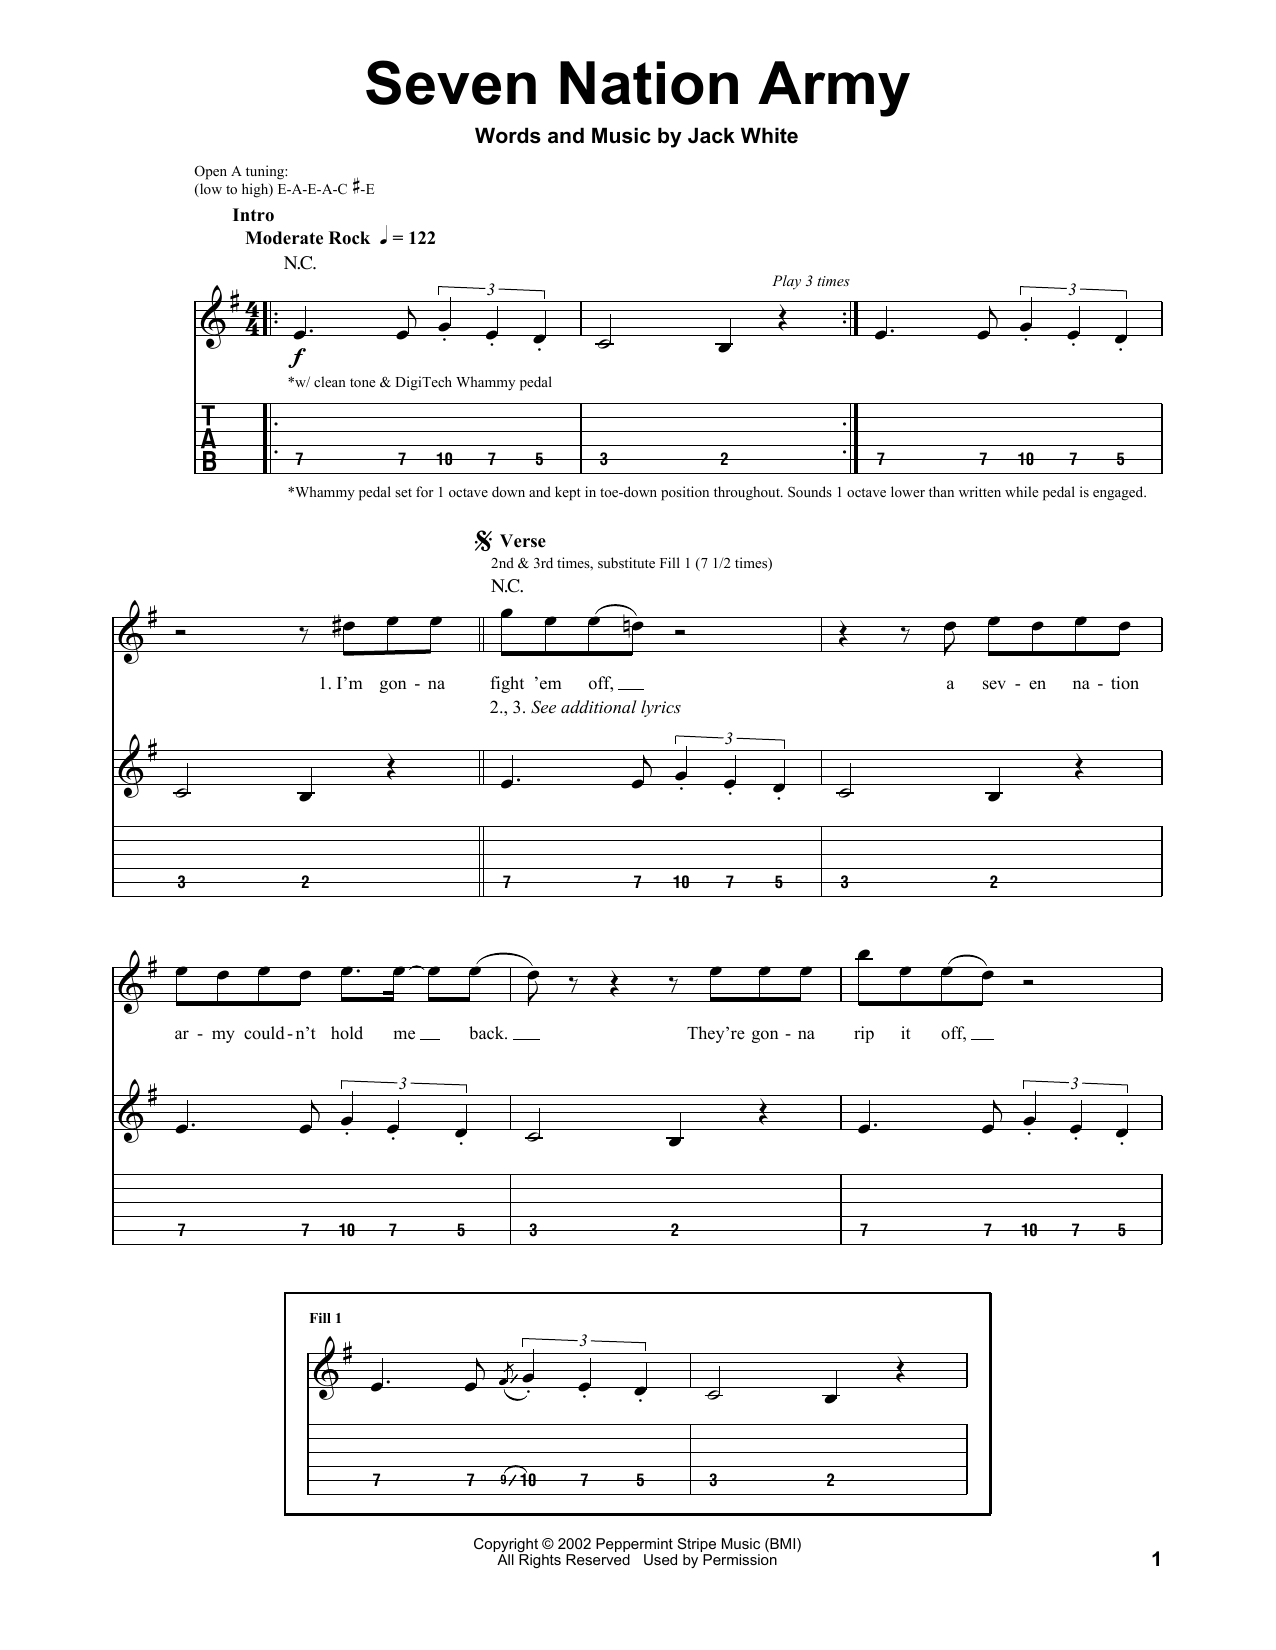 Seven Nation Army
Words and Music by Jack White
Open A tuning:
(low to high) E-A-E-A-C♯-E
Intro
Moderate Rock ♩ = 122
N.C.
3
Play 3 times
3
4
4
f
*w/ clean tone & DigiTech Whammy pedal
T
A
B
7 7 10 7 5 3 2 7 7 10 7 5
*Whammy pedal set for 1 octave down and kept in toe-down position throughout. Sounds 1 octave lower than written while pedal is engaged.
Verse
2nd & 3rd times, substitute Fill 1 (7 1/2 times)
N.C.
1. I'm gon - na fight 'em off, a sev - en na - tion
2., 3. See additional lyrics
3
3 2 7 7 10 7 5 3 2
ar - my could - n't hold me back. They're gon - na rip it off,
3 3
7 7 10 7 5 3 2 7 7 10 7 5
Fill 1
3
7 7 9/10 7 5 3 2
Copyright © 2002 Peppermint Stripe Music (BMI)
All Rights Reserved Used by Permission
1